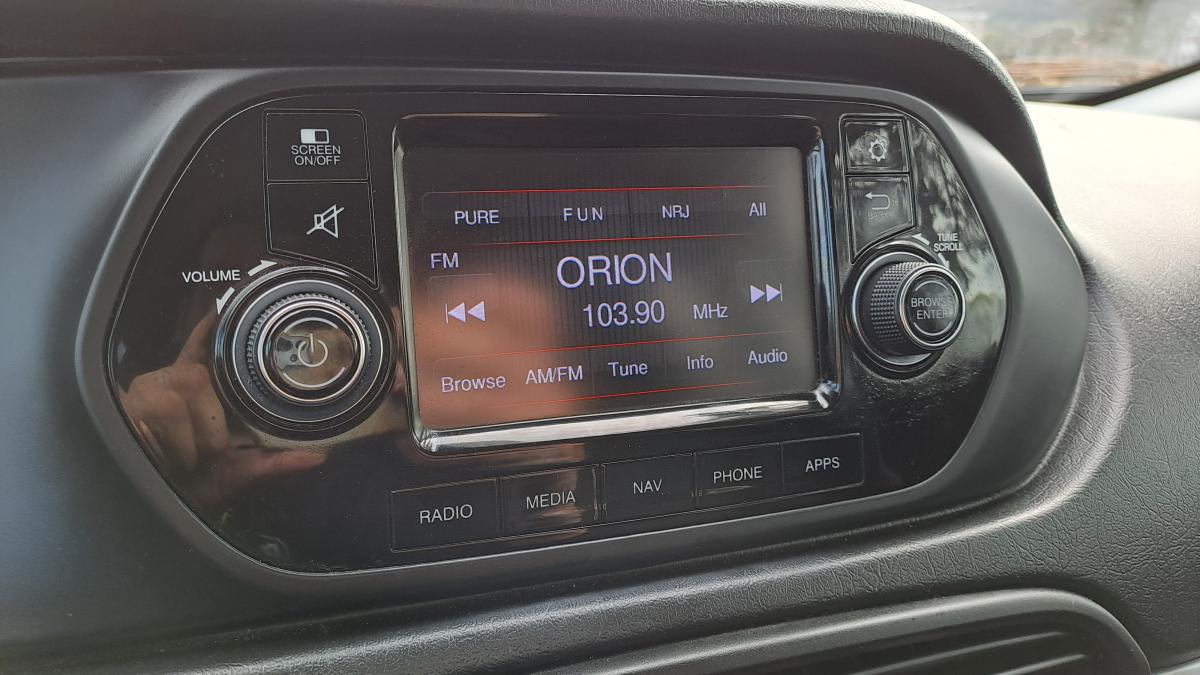 SCREEN
ON/OFF
VOLUME
PURE FUN NRJ All
FM
ORION
103.90 MHz
Browse AM/FM Tune Info Audio
BACK
TUNE
SCROLL
BROWSE
ENTER
RADIO MEDIA NAV PHONE APPS